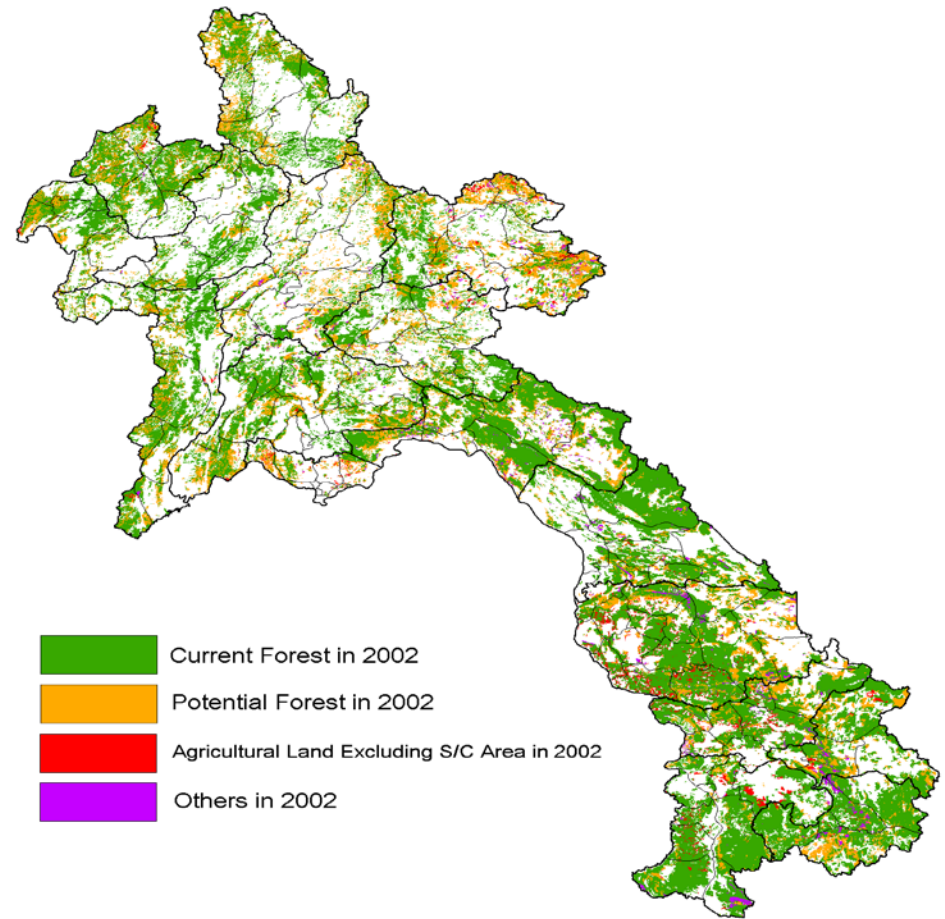 Current Forest in 2002
Potential Forest in 2002
Agricultural Land Excluding S/C Area in 2002
Others in 2002